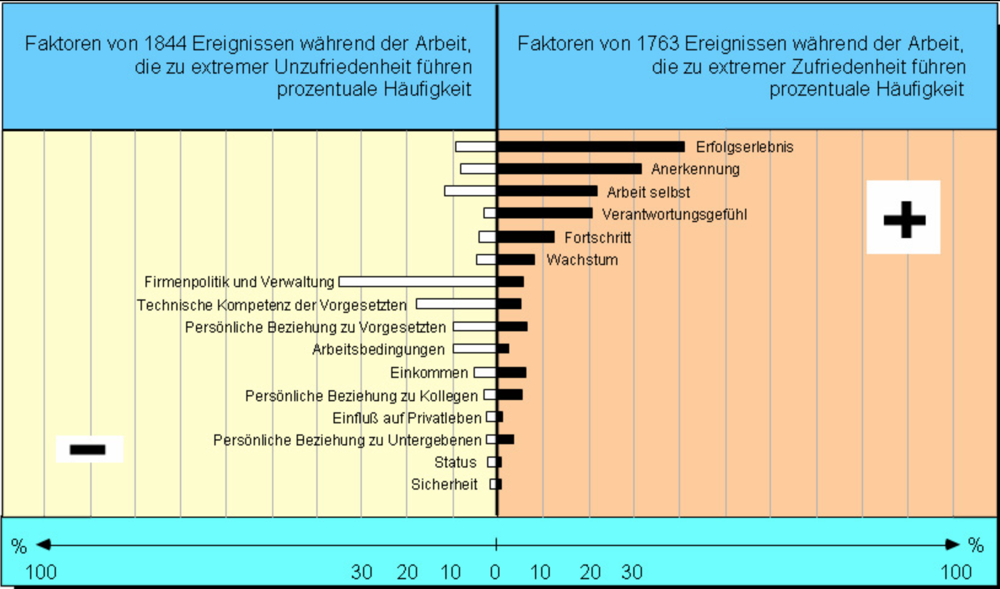 Faktoren von 1844 Ereignissen während der Arbeit,
die zu extremer Unzufriedenheit führen
prozentuale Häufigkeit
Faktoren von 1763 Ereignissen während der Arbeit,
die zu extremer Zufriedenheit führen
prozentuale Häufigkeit
Erfolgserlebnis
Anerkennung
Arbeit selbst
Verantwortungsgefühl
Fortschritt
Wachstum
Firmenpolitik und Verwaltung
Technische Kompetenz der Vorgesetzten
Persönliche Beziehung zu Vorgesetzten
Arbeitsbedingungen
Einkommen
Persönliche Beziehung zu Kollegen
Einfluß auf Privatleben
Persönliche Beziehung zu Untergebenen
Status
Sicherheit
+
−
% %
100 30 20 10 0 10 20 30 100